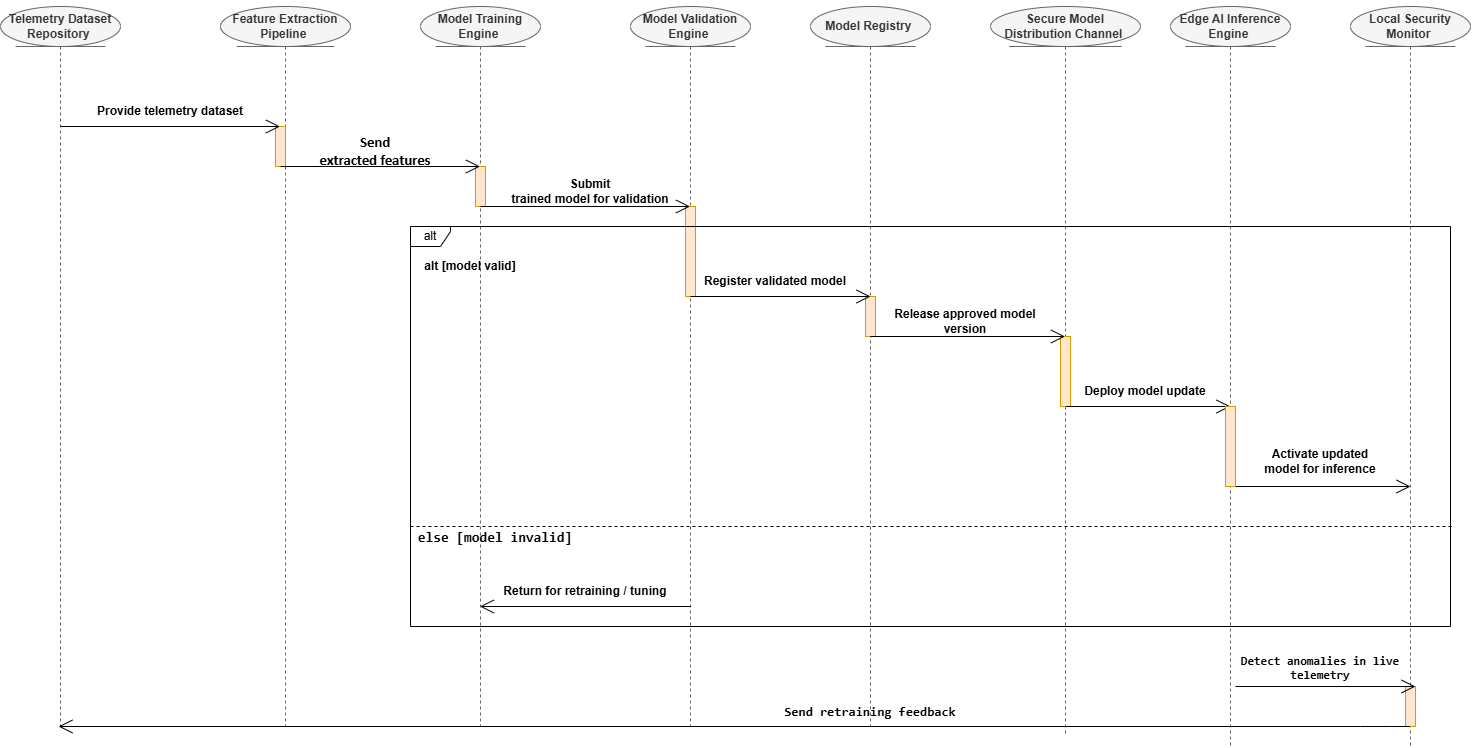 Telemetry Dataset
Repository
Feature Extraction
Pipeline
Model Training
Engine
Model Validation
Engine
Model Registry
Secure Model
Distribution Channel
Edge AI Inference
Engine
Local Security
Monitor
Provide telemetry dataset
Send
extracted features
Submit
trained model for validation
alt
alt [model valid]
Register validated model
Release approved model
version
Deploy model update
Activate updated
model for inference
else [model invalid]
Return for retraining / tuning
Detect anomalies in live
telemetry
Send retraining feedback